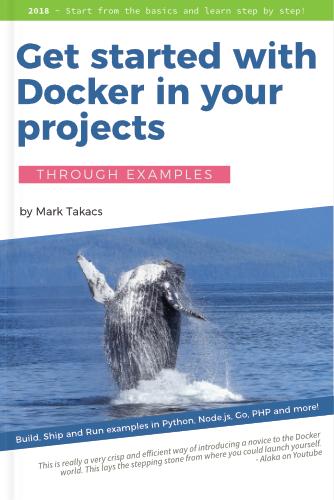 2018 – Start from the basics and learn step by step!
Get started with
Docker in your
projects
THROUGH EXAMPLES
by Mark Takacs
Build, Ship and Run examples in Python, Node.js, Go, PHP and more!
This is really a very crisp and efficient way of introducing a novice to the Docker
world. This lays the stepping stone from where you could launch yourself.
- Alaka on Youtube